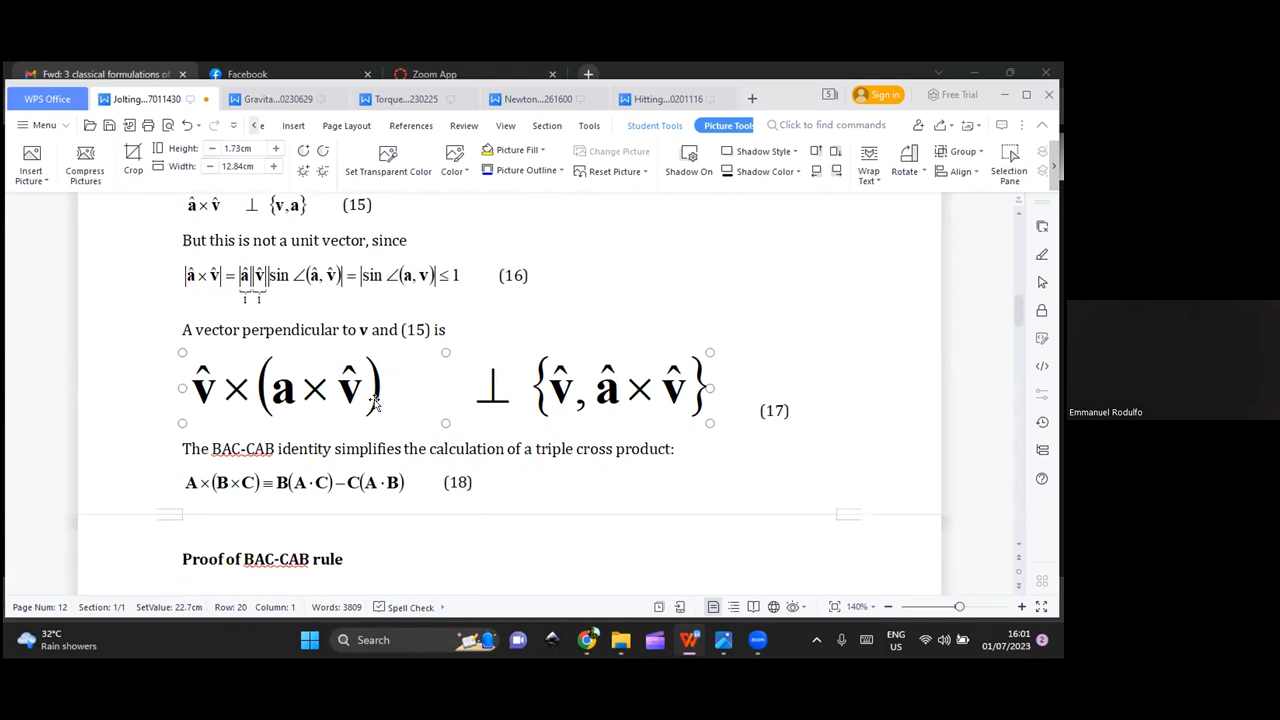 Fwd: 3 classical formulations of
Facebook
Zoom App
WPS Office
Jolting...7011430
Gravita...0230629
Torque...230225
Newton...261600
Hitting...0201116
Sign in
Free Trial
Menu
e
Insert
Page Layout
References
Review
View
Section
Tools
Student Tools
Picture Tools
Click to find commands
Insert Picture
Compress Pictures
Crop
Height: 1.73cm
Width: 12.84cm
Set Transparent Color
Color
Picture Fill
Picture Outline
Change Picture
Reset Picture
Shadow On
Shadow Style
Shadow Color
Wrap Text
Rotate
Group
Align
Selection Pane
â × v̂ ⊥ {v,a} (15)
But this is not a unit vector, since
|â × v̂| = |â||v̂||sin ∠(â, v̂)| = |sin ∠(a, v)| ≤ 1 (16)
1 1
A vector perpendicular to v and (15) is
v̂ × (a × v̂) ⊥ {v̂, â × v̂} (17)
The BAC-CAB identity simplifies the calculation of a triple cross product:
A×(B×C) ≡ B(A·C) – C(A·B) (18)
Proof of BAC-CAB rule
Emmanuel Rodulfo
Page Num: 12 Section: 1/1 SetValue: 22.7cm Row: 20 Column: 1 Words: 3809 Spell Check 140%
32°C
Rain showers
Search
ENG
US
16:01
01/07/2023
2